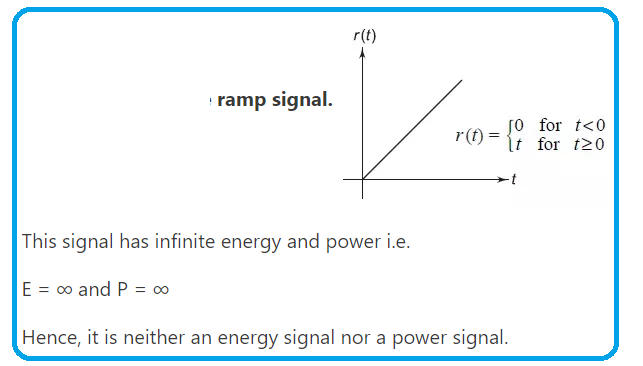 r(t)
ramp signal.
r(t) = {0 for t<0
t for t≥0
t
This signal has infinite energy and power i.e.
E = ∞ and P = ∞
Hence, it is neither an energy signal nor a power signal.